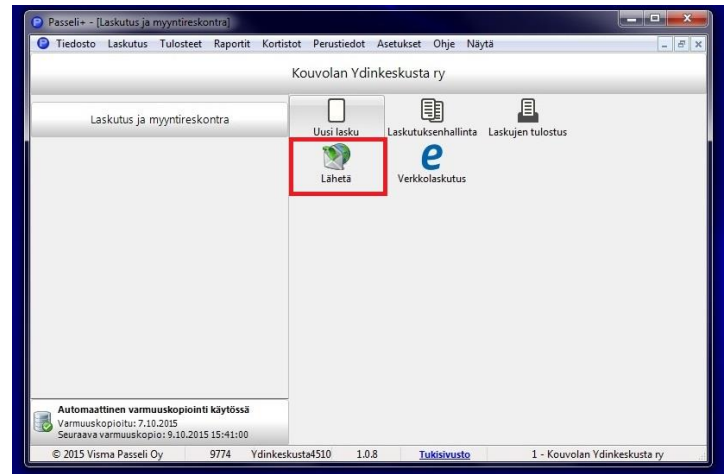 Passeli+ - [Laskutus ja myyntireskontra]
Tiedosto Laskutus Tulosteet Raportit Kortistot Perustiedot Asetukset Ohje Näytä
Kouvolan Ydinkeskusta ry
Laskutus ja myyntireskontra
Uusi lasku Laskutuksenhallinta Laskujen tulostus
Lähetä Verkkolaskutus
Automaattinen varmuuskopiointi käytössä
Varmuuskopioitu: 7.10.2015
Seuraava varmuuskopio: 9.10.2015 15:41:00
© 2015 Visma Passeli Oy 9774 Ydinkeskusta4510 1.0.8 Tukisivusto 1 - Kouvolan Ydinkeskusta ry